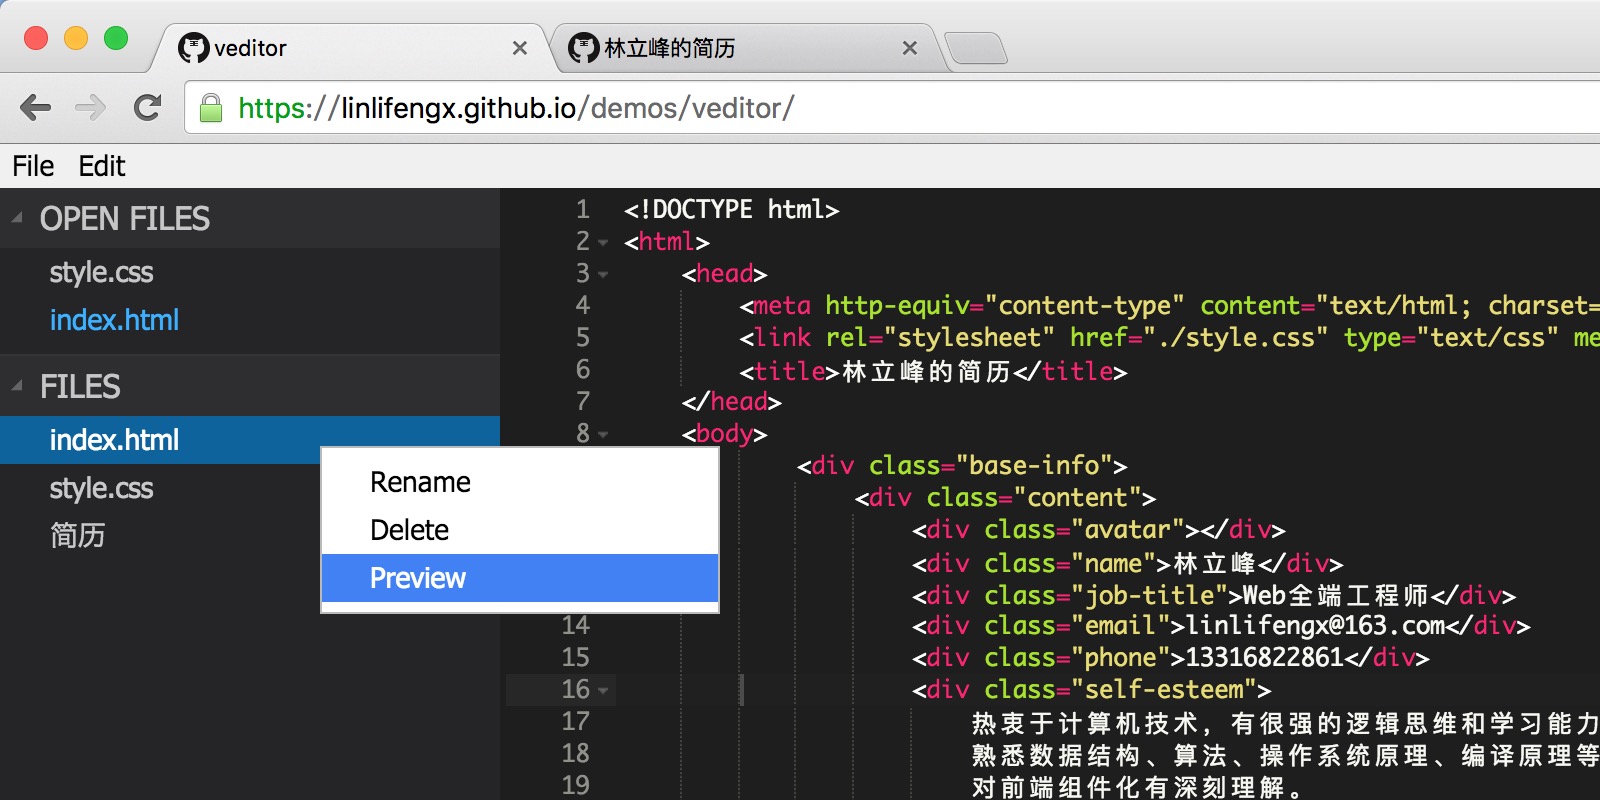 veditor
林立峰的简历
https://linlifengx.github.io/demos/veditor/
File Edit
OPEN FILES
style.css
index.html
FILES
index.html
style.css
简历
Rename
Delete
Preview
1 <!DOCTYPE html>
2 <html>
3 <head>
4 <meta http-equiv="content-type" content="text/html; charset=
5 <link rel="stylesheet" href="./style.css" type="text/css" me
6 <title>林立峰的简历</title>
7 </head>
8 <body>
<div class="base-info">
<div class="content">
<div class="avatar"></div>
<div class="name">林立峰</div>
<div class="job-title">Web全端工程师</div>
14 <div class="email">linlifengx@163.com</div>
15 <div class="phone">13316822861</div>
16 <div class="self-esteem">
17 热衷于计算机技术，有很强的逻辑思维和学习能力
18 熟悉数据结构、算法、操作系统原理、编译原理等
19 对前端组件化有深刻理解。